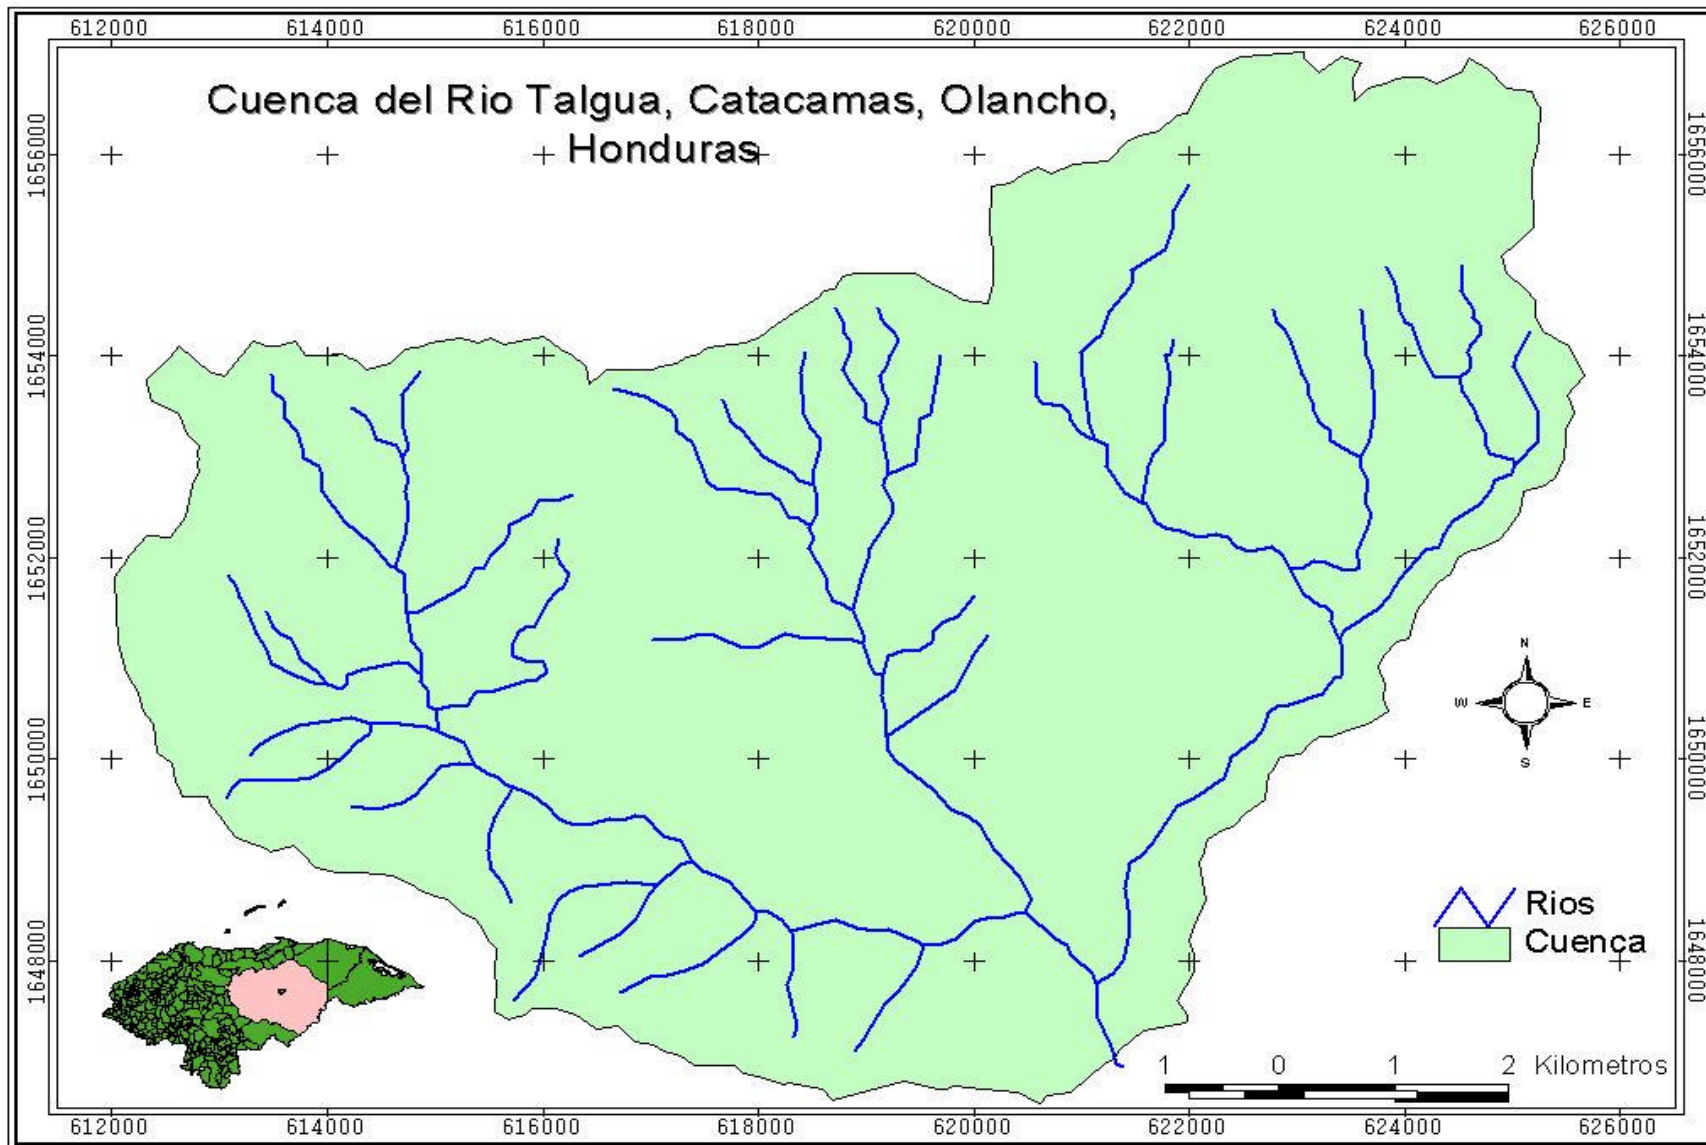 612000 614000 616000 618000 620000 622000 624000 626000
Cuenca del Rio Talgua, Catacamas, Olancho,
Honduras
1656000 1656000
1654000 1654000
1652000 1652000
N
W E
S
1650000 1650000
Rios
Cuenca
1648000 1648000
1 0 1 2 Kilometros
612000 614000 616000 618000 620000 622000 624000 626000